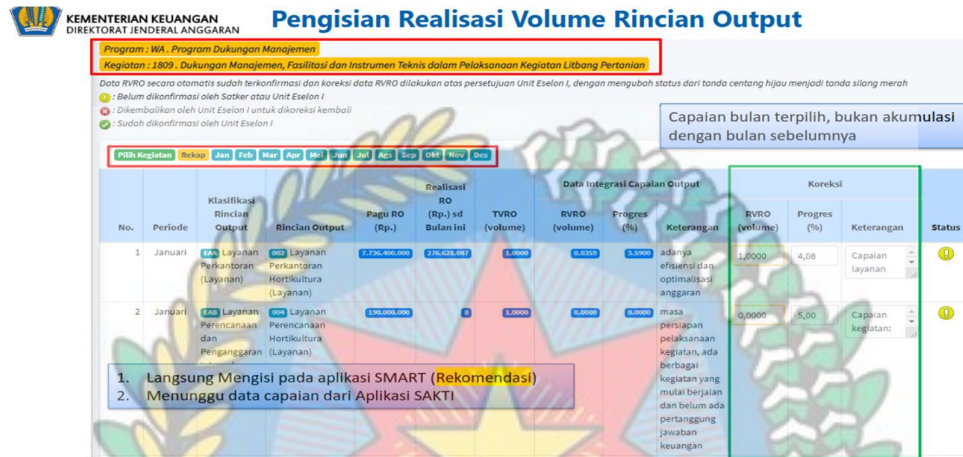 KEMENTERIAN KEUANGAN
DIREKTORAT JENDERAL ANGGARAN
Pengisian Realisasi Volume Rincian Output
Program : WA . Program Dukungan Manajemen
Kegiatan : 1809 . Dukungan Manajemen, Fasilitasi dan Instrumen Teknis dalam Pelaksanaan Kegiatan Litbang Pertanian
Data RVRO secara otomatis sudah terkonfirmasi dan koreksi data RVRO dilakukan atas persetujuan Unit Eselon I, dengan mengubah status dari tanda centang hijau menjadi tanda silang merah
: Belum dikonfirmasi oleh Satker atau Unit Eselon I
: Dikembalikan oleh Unit Eselon I untuk dikoreksi kembali
: Sudah dikonfirmasi oleh Unit Eselon I
Capaian bulan terpilih, bukan akumulasi
dengan bulan sebelumnya
Pilih Kegiatan Rekap Jan Feb Mar Apr Mei Jun Jul Ags Sep Okt Nov Des
No. Periode Klasifikasi Rincian Output Rincian Output Pagu RO (Rp.) Realisasi RO (Rp.) sd Bulan ini TVRO (volume) Data Integrasi Capaian Output RVRO (volume) Progres (%) Keterangan Koreksi RVRO (volume) Progres (%) Keterangan Status
1 Januari EAA Layanan 002 Layanan 7.736.400.000 276.628.087 1.0000 0.0359 3.5900 adanya 1,0000 4,08 Capaian
Perkantoran Perkantoran efisiensi dan layanan
(Layanan) Hortikultura optimalisasi
(Layanan) anggaran
2 Januari EAB Layanan 004 Layanan 190.000.000 0 1.0000 0,0000 0.0000 masa 0,0000 5,00 Capaian
Perencanaan Perencanaan persiapan kegiatan:
dan Hortikultura pelaksanaan
Penganggaran (Layanan) kegiatan, ada
berbagai
kegiatan yang
mulai berjalan
dan belum ada
pertanggung
jawaban
keuangan
1. Langsung Mengisi pada aplikasi SMART (Rekomendasi)
2. Menunggu data capaian dari Aplikasi SAKTI